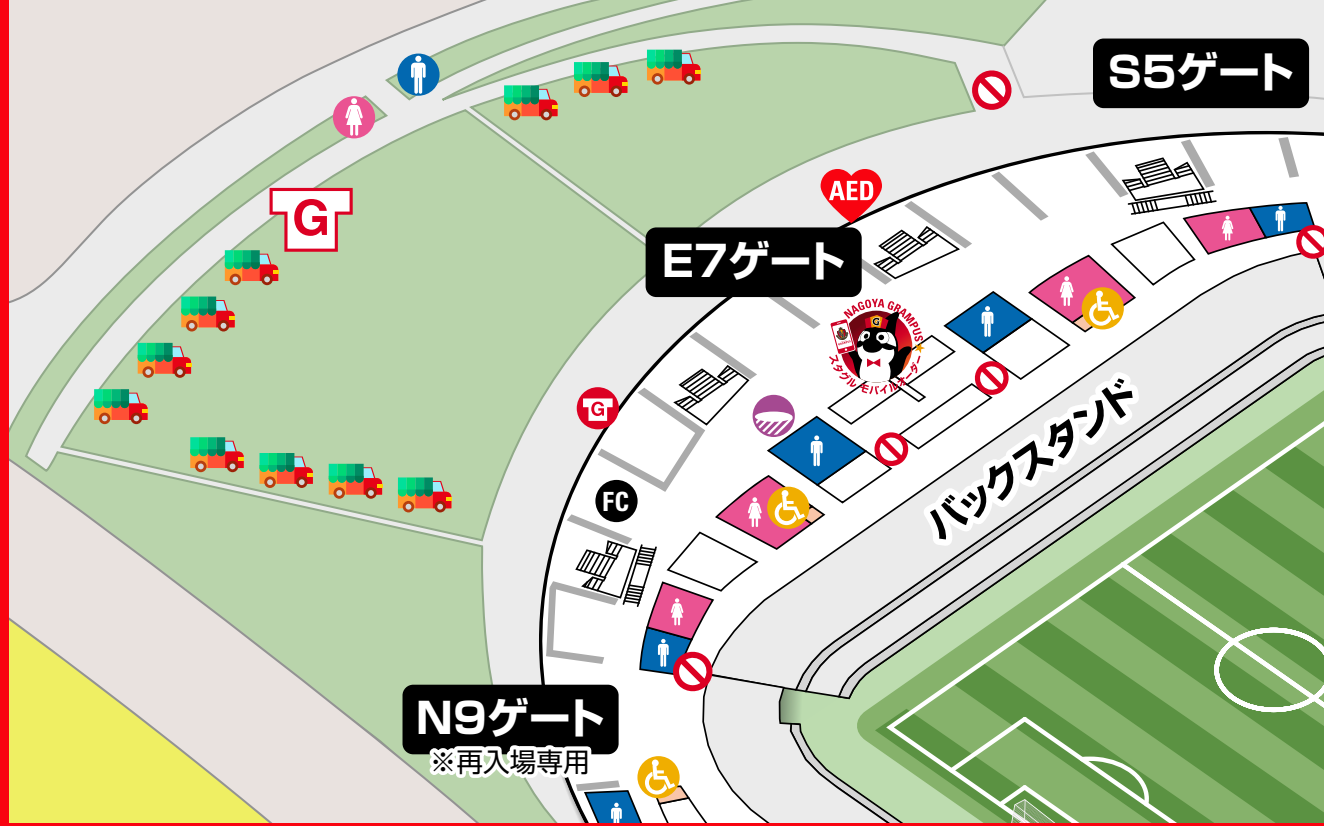 S5ゲート
AED
G
E7ゲート
NAGOYA GRAMPUS
G
スタグル モバイルオーダー
G
バックスタンド
FC
N9ゲート
※再入場専用